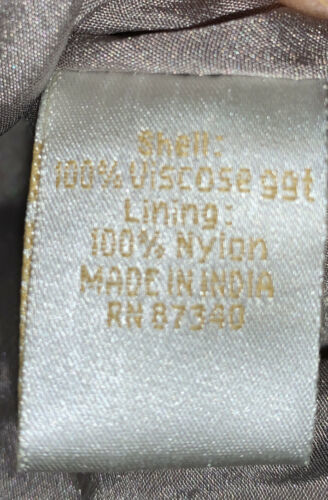 Shell:
100% Viscose ggt
Lining:
100% Nylon
MADE IN INDIA
RN 87340